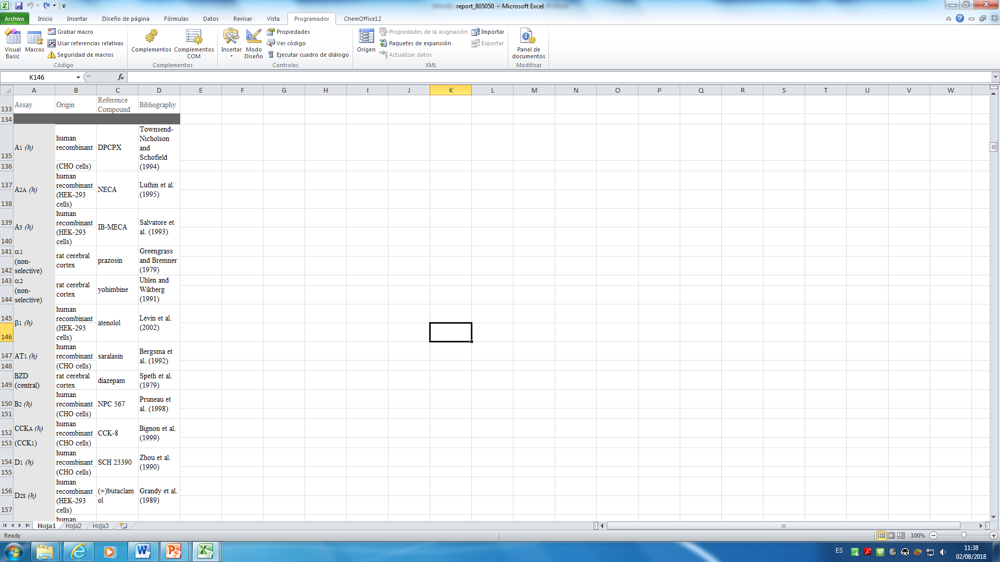 report_805050 - Microsoft Excel
Archivo Inicio Insertar Diseño de página Fórmulas Datos Revisar Vista Programador ChemOffice12
Visual Basic
Macros
Grabar macro
Usar referencias relativas
Seguridad de macros
Código
Complementos
Complementos COM
Complementos
Insertar
Modo Diseño
Propiedades
Ver código
Ejecutar cuadro de diálogo
Controles
Origen
Propiedades de la asignación
Paquetes de expansión
Actualizar datos
Importar
Exportar
XML
Panel de documentos
Modificar
K146
fx
A B C D E F G H I J K L M N O P Q R S T U V W
133 Assay Origin Reference Compound Bibliography
134
135 A1 (h) human recombinant DPCPX Townsend-Nicholson and Schofield (1994)
136 (CHO cells)
137 A2A (h) human recombinant NECA Luthin et al. (1995)
138 (HEK-293 cells)
139 A3 (h) human recombinant IB-MECA Salvatore et al. (1993)
140 (HEK-293 cells)
141 α1 rat cerebral cortex prazosin Greengrass and Bremner (1979)
142 (non-selective)
143 α2 rat cerebral cortex yohimbine Uhlen and Wikberg (1991)
144 (non-selective)
145 β1 (h) human recombinant atenolol Levin et al. (2002)
146 (HEK-293 cells)
147 AT1 (h) human recombinant saralasin Bergsma et al. (1992)
148 (CHO cells)
149 BZD (central) rat cerebral cortex diazepam Speth et al. (1979)
150 B2 (h) human recombinant NPC 567 Pruneau et al. (1998)
151 (CHO cells)
152 CCKA (h) human recombinant CCK-8 Bignon et al. (1999)
153 (CCK1) (CHO cells)
154 D1 (h) human recombinant SCH 23390 Zhou et al. (1990)
155 (CHO cells)
156 D2S (h) human recombinant (+)butaclamol Grandy et al. (1989)
157 (HEK-293 cells)
human
Hoja1 Hoja2 Hoja3
Ready
100%
ES
11:38
02/08/2018